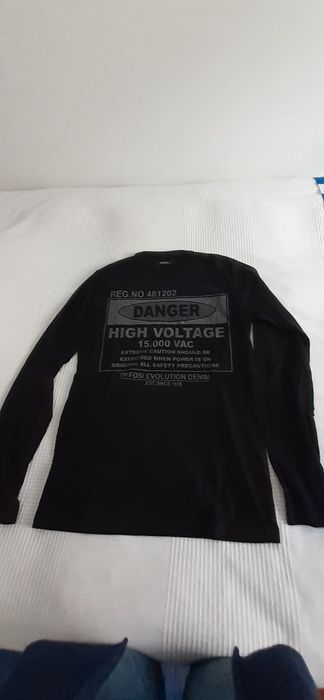 REG.NO 481202
DANGER
HIGH VOLTAGE
15.000 VAC
EXTREME CAUTION SHOULD BE
EXERCISED WHEN POWER IS ON
OBSERVE ALL SAFETY PRECAUTIONS
TIFFOSI EVOLUTION DENIM
EST. SINCE 1978